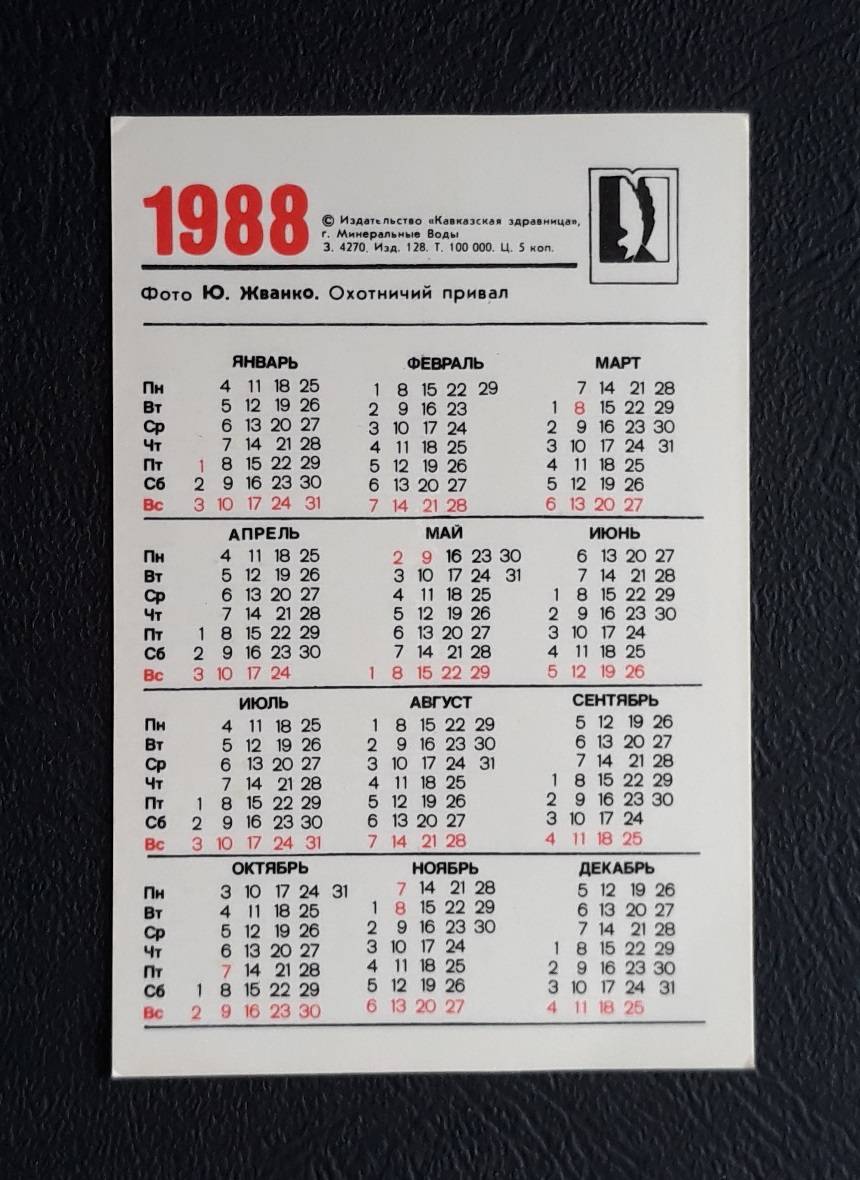 1988
© Издательство «Кавказская здравница»,
г. Минеральные Воды
З. 4270. Изд. 128. Т. 100 000. Ц. 5 коп.
Фото Ю. Жванко. Охотничий привал
ЯНВАРЬ ФЕВРАЛЬ МАРТ
Пн 4 11 18 25 1 8 15 22 29 7 14 21 28
Вт 5 12 19 26 2 9 16 23 1 8 15 22 29
Ср 6 13 20 27 3 10 17 24 2 9 16 23 30
Чт 7 14 21 28 4 11 18 25 3 10 17 24 31
Пт 1 8 15 22 29 5 12 19 26 4 11 18 25
Сб 2 9 16 23 30 6 13 20 27 5 12 19 26
Вс 3 10 17 24 31 7 14 21 28 6 13 20 27
АПРЕЛЬ МАЙ ИЮНЬ
Пн 4 11 18 25 2 9 16 23 30 6 13 20 27
Вт 5 12 19 26 3 10 17 24 31 7 14 21 28
Ср 6 13 20 27 4 11 18 25 1 8 15 22 29
Чт 7 14 21 28 5 12 19 26 2 9 16 23 30
Пт 1 8 15 22 29 6 13 20 27 3 10 17 24
Сб 2 9 16 23 30 7 14 21 28 4 11 18 25
Вс 3 10 17 24 1 8 15 22 29 5 12 19 26
ИЮЛЬ АВГУСТ СЕНТЯБРЬ
Пн 4 11 18 25 1 8 15 22 29 5 12 19 26
Вт 5 12 19 26 2 9 16 23 30 6 13 20 27
Ср 6 13 20 27 3 10 17 24 31 7 14 21 28
Чт 7 14 21 28 4 11 18 25 1 8 15 22 29
Пт 1 8 15 22 29 5 12 19 26 2 9 16 23 30
Сб 2 9 16 23 30 6 13 20 27 3 10 17 24
Вс 3 10 17 24 31 7 14 21 28 4 11 18 25
ОКТЯБРЬ НОЯБРЬ ДЕКАБРЬ
Пн 3 10 17 24 31 7 14 21 28 5 12 19 26
Вт 4 11 18 25 1 8 15 22 29 6 13 20 27
Ср 5 12 19 26 2 9 16 23 30 7 14 21 28
Чт 6 13 20 27 3 10 17 24 1 8 15 22 29
Пт 7 14 21 28 4 11 18 25 2 9 16 23 30
Сб 1 8 15 22 29 5 12 19 26 3 10 17 24 31
Вс 2 9 16 23 30 6 13 20 27 4 11 18 25